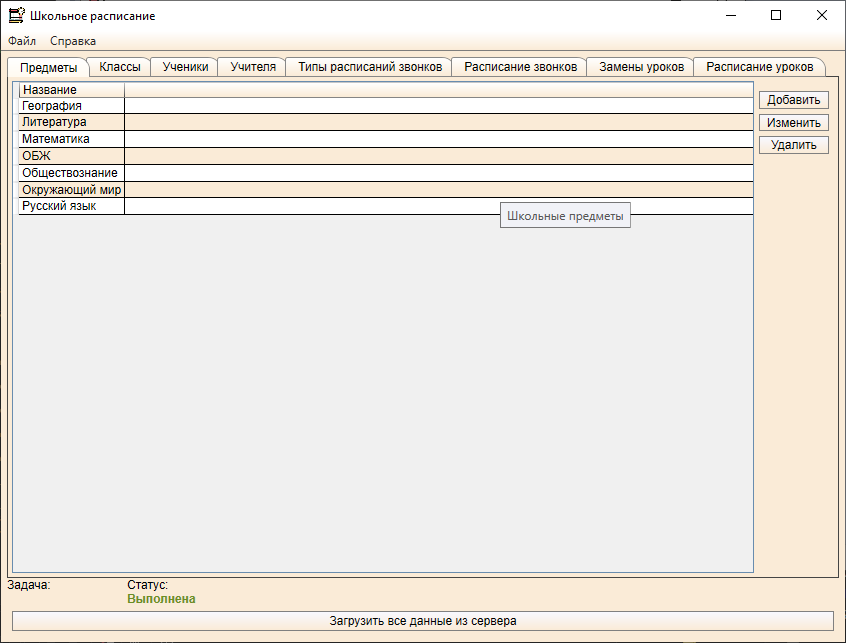 Школьное расписание
Файл Справка
Предметы Классы Ученики Учителя Типы расписаний звонков Расписание звонков Замены уроков Расписание уроков
Название
География
Литература
Математика
ОБЖ
Обществознание
Окружающий мир
Русский язык
Добавить
Изменить
Удалить
Школьные предметы
Задача: Статус:
Выполнена
Загрузить все данные из сервера